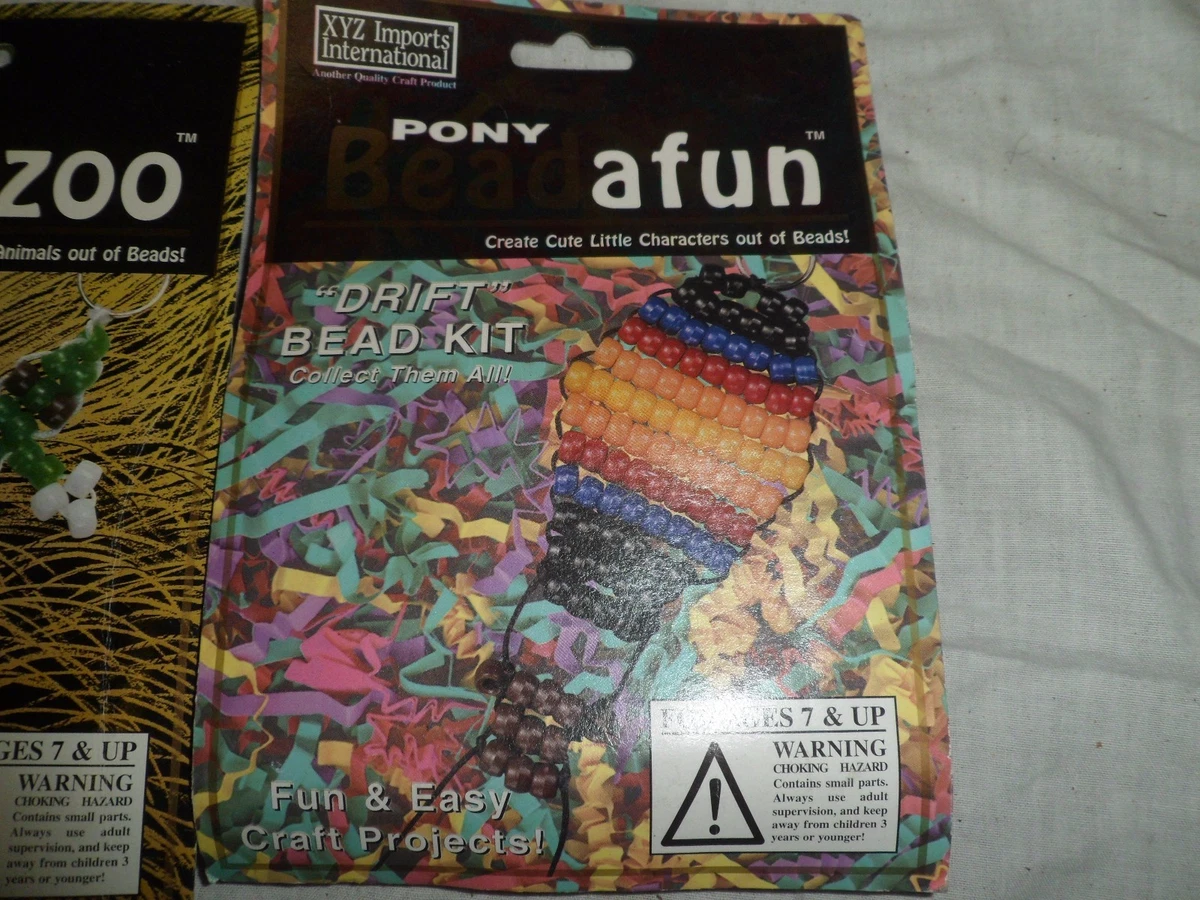 ZOO™
Animals out of Beads!
GES 7 & UP
WARNING
CHOKING HAZARD
Contains small parts.
Always use adult
supervision, and keep
away from children 3
years or younger!
XYZ Imports
International
Another Quality Craft Product
PONY
Beadafun™
Create Cute Little Characters out of Beads!
"DRIFT"
BEAD KIT
Collect Them All!
Fun & Easy
Craft Projects!
FOR AGES 7 & UP
WARNING
CHOKING HAZARD
Contains small parts.
Always use adult
supervision, and keep
away from children 3
years or younger!